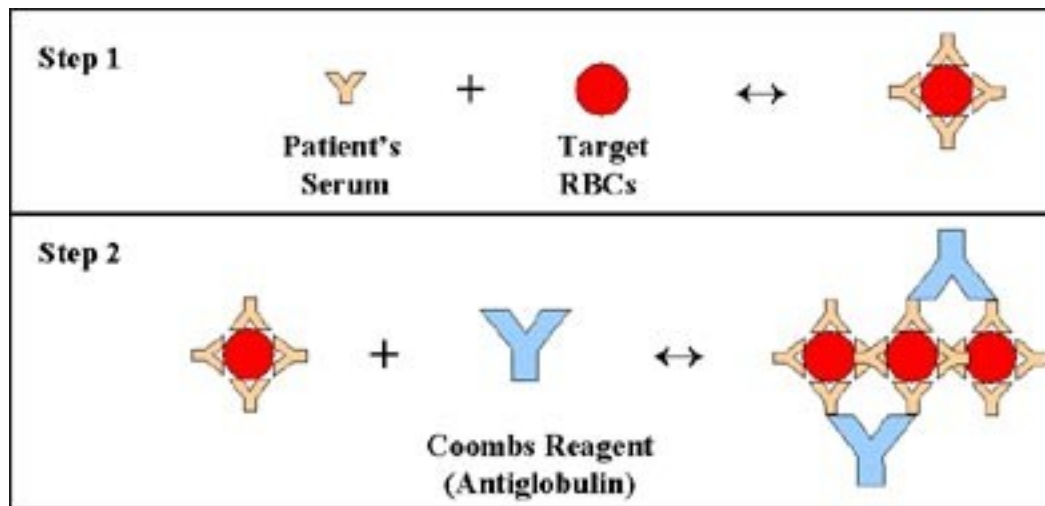 Step 1
+
↔
Patient's
Serum
Target
RBCs
Step 2
+
↔
Coombs Reagent
(Antiglobulin)